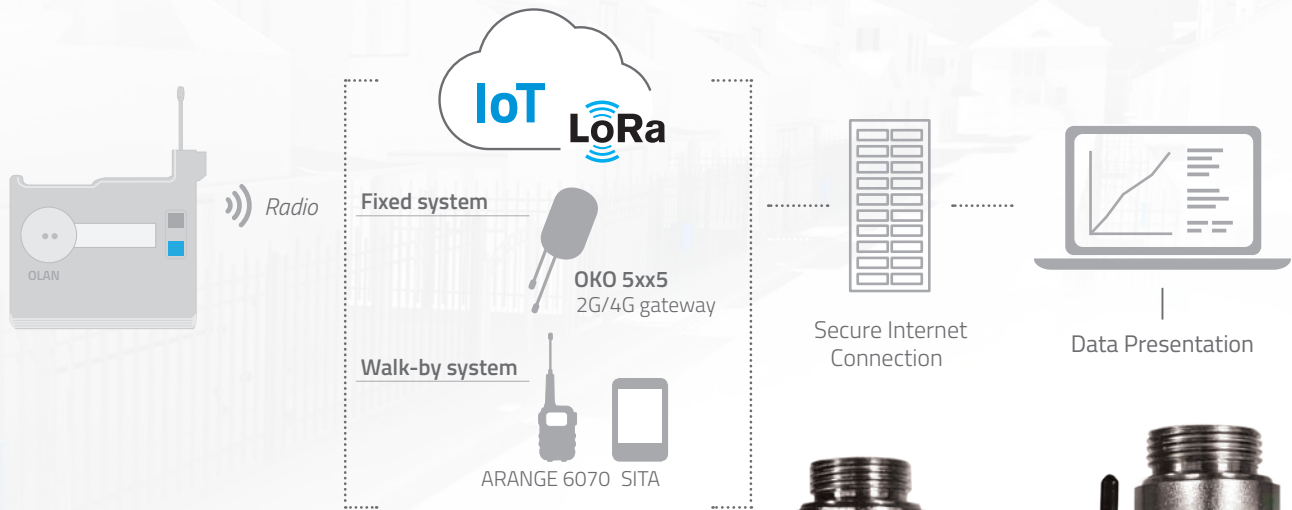 IoT
LoRa
OLAN
Radio
Fixed system
OKO 5xx5
2G/4G gateway
Walk-by system
ARANGE 6070 SITA
Secure Internet
Connection
Data Presentation